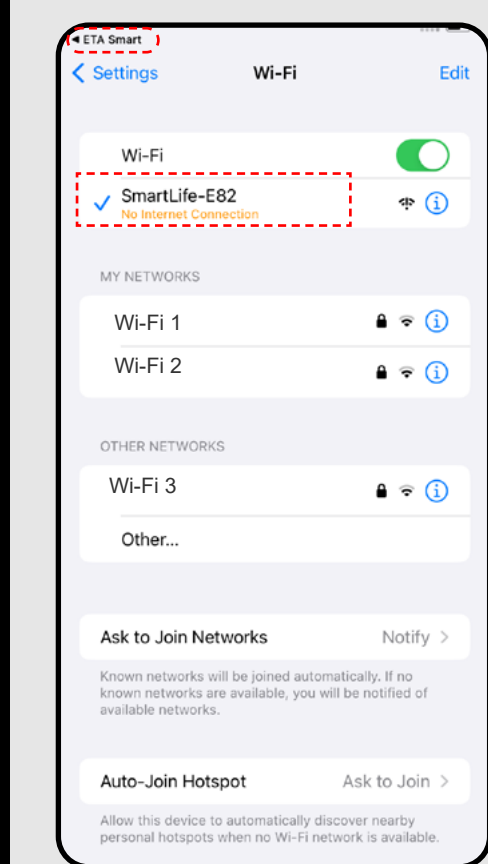 ETA Smart
Settings Wi-Fi Edit
Wi-Fi
SmartLife-E82
No Internet Connection
MY NETWORKS
Wi-Fi 1
Wi-Fi 2
OTHER NETWORKS
Wi-Fi 3
Other...
Ask to Join Networks Notify >
Known networks will be joined automatically. If no
known networks are available, you will be notified of
available networks.
Auto-Join Hotspot Ask to Join >
Allow this device to automatically discover nearby
personal hotspots when no Wi-Fi network is available.